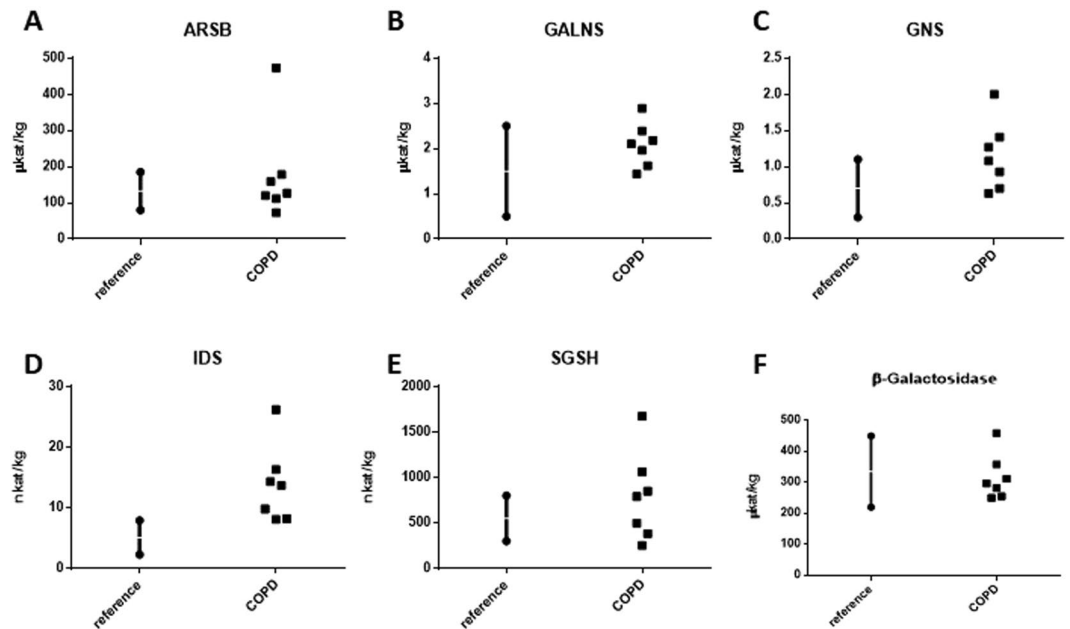 A
ARSB
500
400
300
200
100
0
µkat/kg
reference
COPD
B
GALNS
4
3
2
1
0
µkat/kg
reference
COPD
C
GNS
2.5
2.0
1.5
1.0
0.5
0.0
µkat/kg
reference
COPD
D
IDS
30
20
10
0
nkat/kg
reference
COPD
E
SGSH
2000
1500
1000
500
0
nkat/kg
reference
COPD
F
β-Galactosidase
500
400
300
200
100
0
µkat/kg
reference
COPD